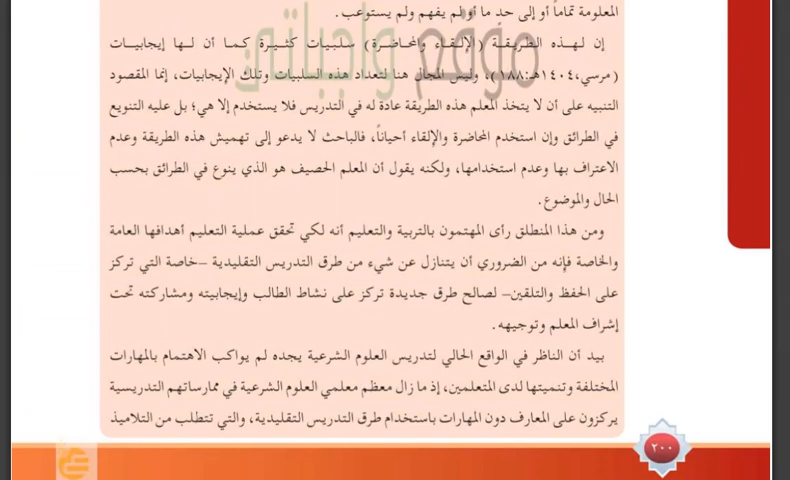 المعلومة تماماً أو إلى حد ما أو لم يفهم ولم يستوعب.
إن لهذه الطريقة (الإلقاء والمحاضرة) سلبيات كثيرة كما أن لها إيجابيات
(مرسي،١٤٠٤هـ:١٨٨)، وليس المجال هنا لتعداد هذه السلبيات وتلك الإيجابيات، إنما المقصود
التنبيه على أن لا يتخذ المعلم هذه الطريقة عادة له في التدريس فلا يستخدم إلا هي؛ بل عليه التنويع
في الطرائق وإن استخدم المحاضرة والإلقاء أحياناً، فالباحث لا يدعو إلى تهميش هذه الطريقة وعدم
الاعتراف بها وعدم استخدامها، ولكنه يقول أن المعلم الحصيف هو الذي ينوع في الطرائق بحسب
الحال والموضوع.
ومن هذا المنطلق رأى المهتمون بالتربية والتعليم أنه لكي تحقق عملية التعليم أهدافها العامة
والخاصة فإنه من الضروري أن يتنازل عن شيء من طرق التدريس التقليدية –خاصة التي تركز
على الحفظ والتلقين– لصالح طرق جديدة تركز على نشاط الطالب وإيجابيته ومشاركته تحت
إشراف المعلم وتوجيهه.
بيد أن الناظر في الواقع الحالي لتدريس العلوم الشرعية يجده لم يواكب الاهتمام بالمهارات
المختلفة وتنميتها لدى المتعلمين، إذ ما زال معظم معلمي العلوم الشرعية في ممارساتهم التدريسية
يركزون على المعارف دون المهارات باستخدام طرق التدريس التقليدية، والتي تتطلب من التلاميذ
موقع واجباتي
٢٠٠